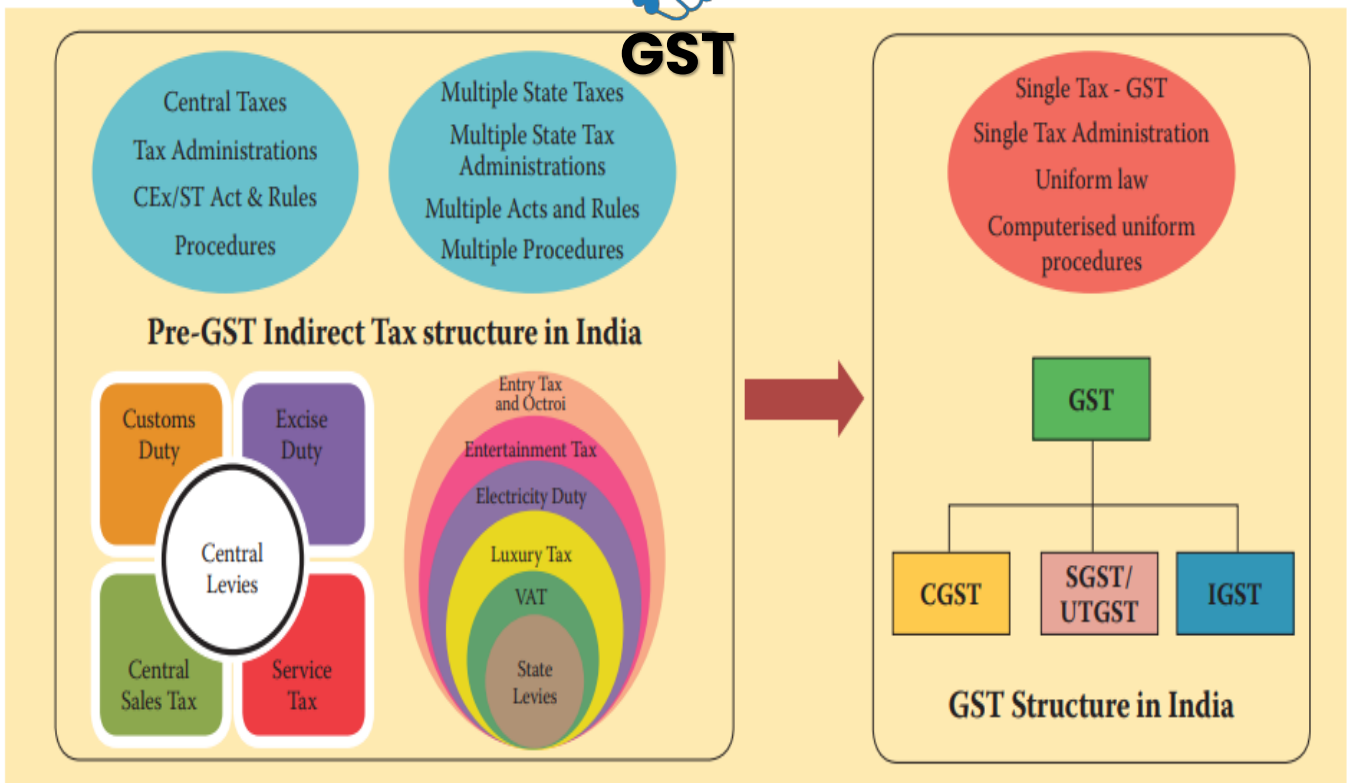 GST
Central Taxes
Tax Administrations
CEx/ST Act & Rules
Procedures
Multiple State Taxes
Multiple State Tax
Administrations
Multiple Acts and Rules
Multiple Procedures
Pre-GST Indirect Tax structure in India
Customs
Duty
Excise
Duty
Central
Levies
Central
Sales Tax
Service
Tax
Entry Tax
and Octroi
Entertainment Tax
Electricity Duty
Luxury Tax
VAT
State
Levies
Single Tax - GST
Single Tax Administration
Uniform law
Computerised uniform
procedures
GST
CGST
SGST/
UTGST
IGST
GST Structure in India